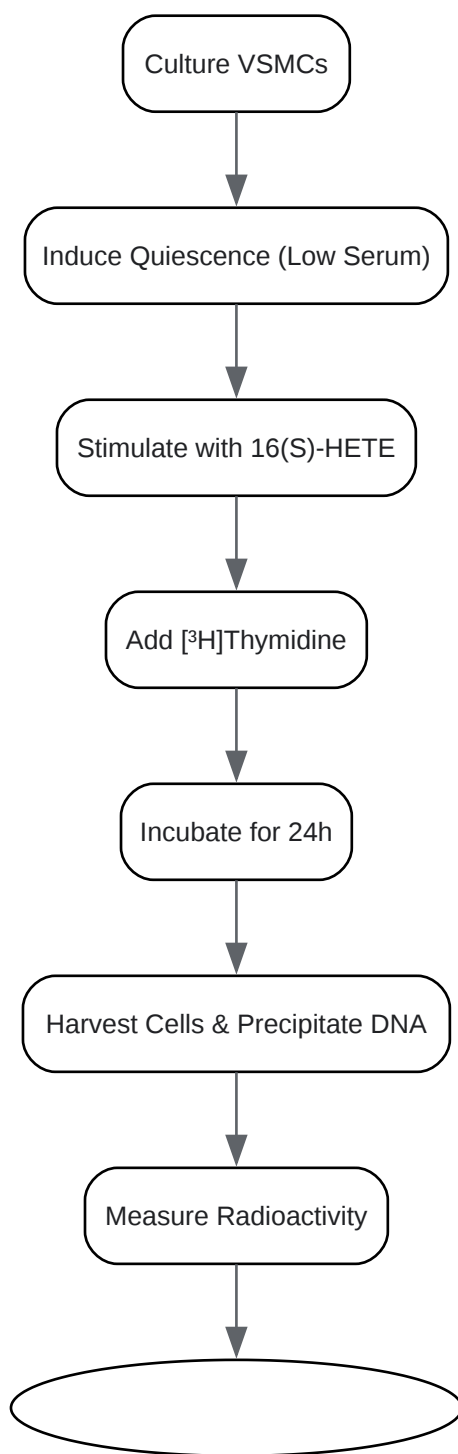 Culture VSMCs
Induce Quiescence (Low Serum)
Stimulate with 16(S)-HETE
Add [³H]Thymidine
Incubate for 24h
Harvest Cells & Precipitate DNA
Measure Radioactivity